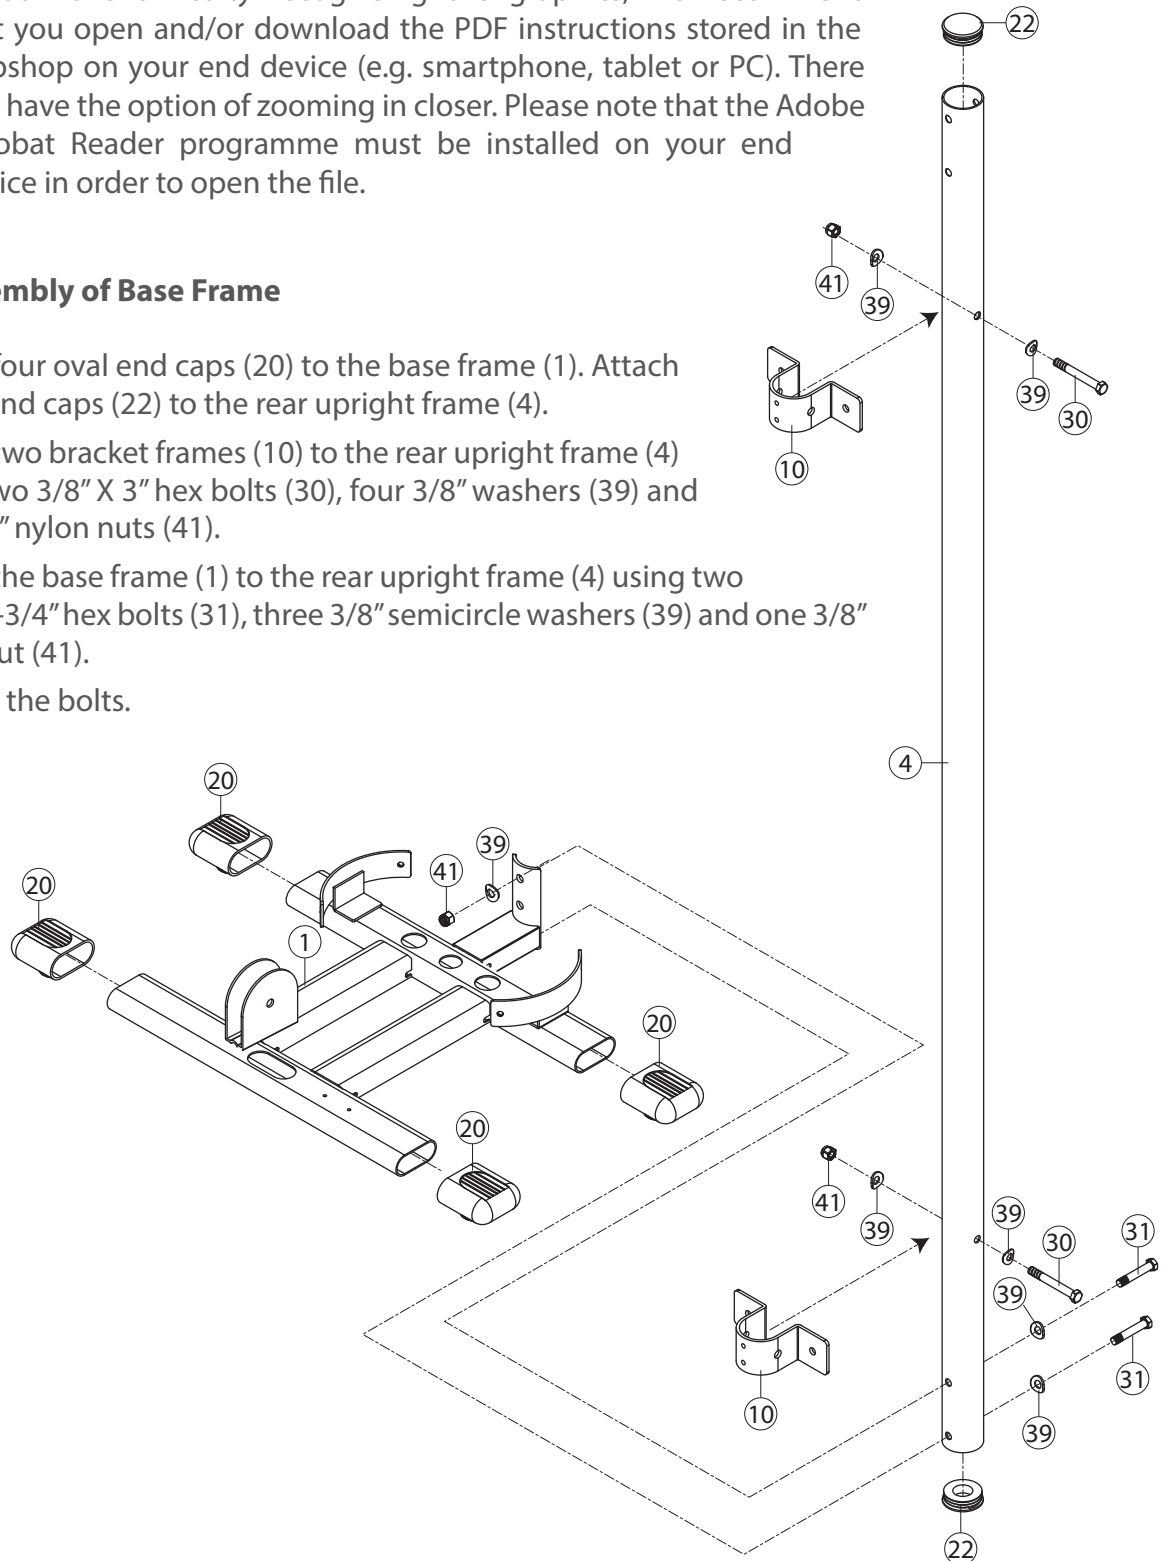 t you open and/or download the PDF instructions stored in the
pshop on your end device (e.g. smartphone, tablet or PC). There
have the option of zooming in closer. Please note that the Adobe
obat Reader programme must be installed on your end
ice in order to open the file.
embly of Base Frame
four oval end caps (20) to the base frame (1). Attach
nd caps (22) to the rear upright frame (4).
two bracket frames (10) to the rear upright frame (4)
wo 3/8” X 3” hex bolts (30), four 3/8” washers (39) and
” nylon nuts (41).
the base frame (1) to the rear upright frame (4) using two
-3/4” hex bolts (31), three 3/8” semicircle washers (39) and one 3/8”
ut (41).
the bolts.
22
41
39
39
30
10
4
20
39
41
20
1
20
20
41
39
39
30
31
39
10
31
39
22